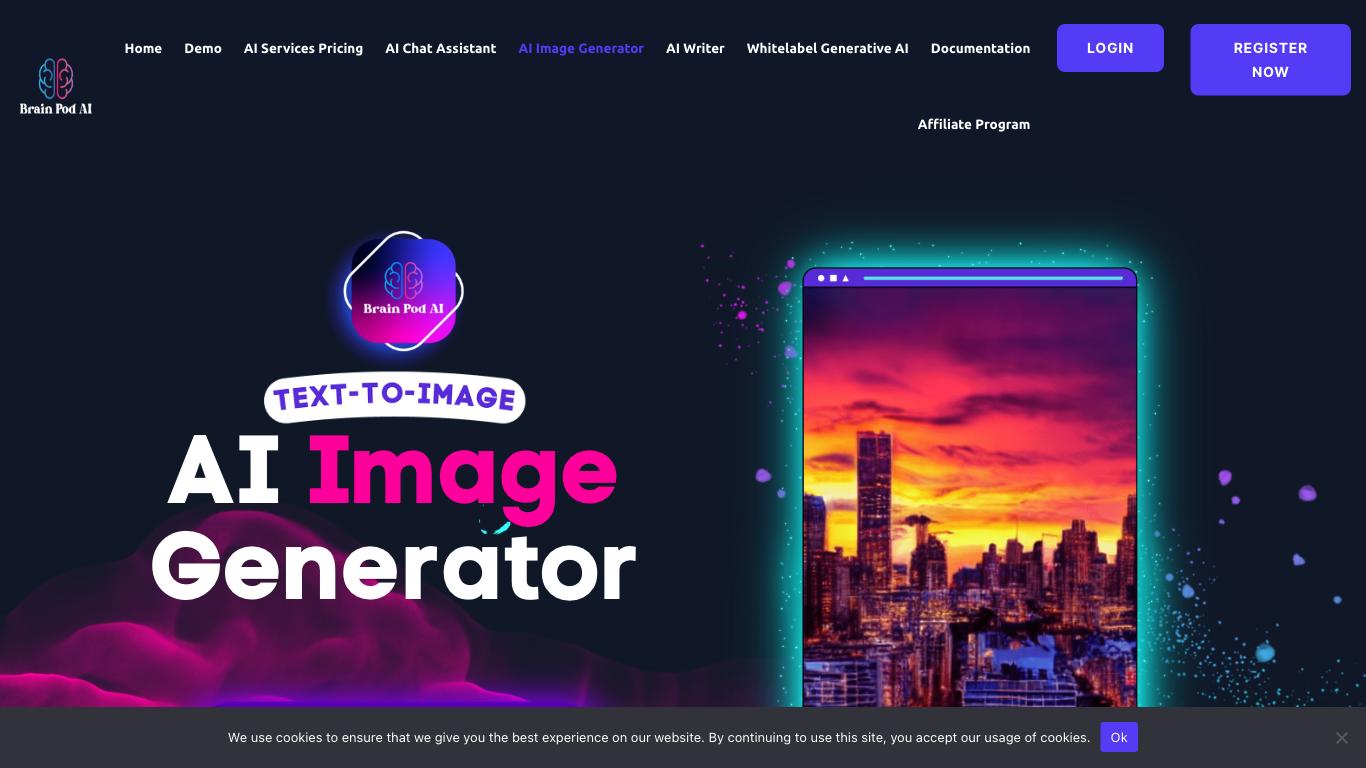 Home Demo AI Services Pricing AI Chat Assistant AI Image Generator AI Writer Whitelabel Generative AI Documentation
LOGIN
REGISTER
NOW
Brain Pod AI
Affiliate Program
Brain Pod AI
TEXT-TO-IMAGE
AI Image
Generator
We use cookies to ensure that we give you the best experience on our website. By continuing to use this site, you accept our usage of cookies.
Ok